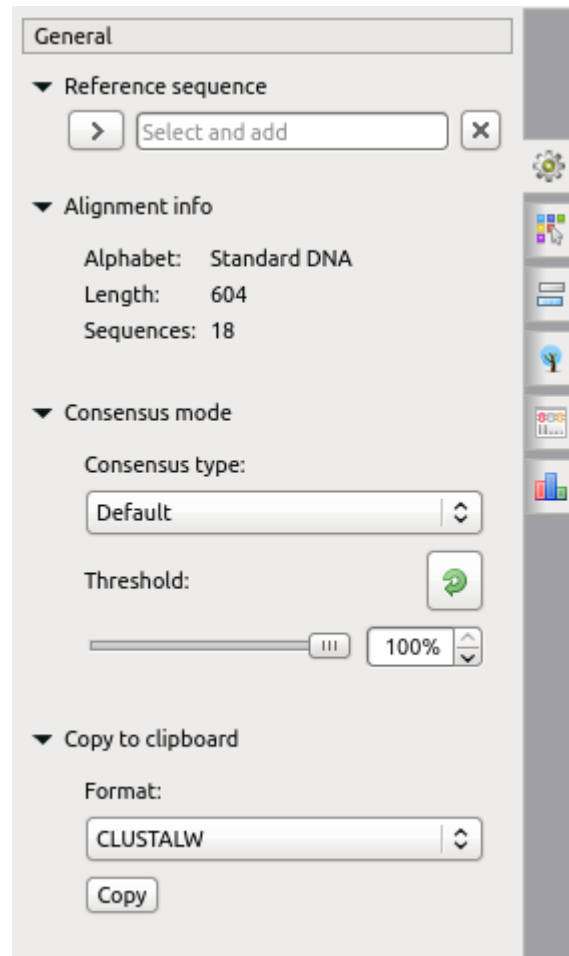 General
Reference sequence
Select and add
Alignment info
Alphabet: Standard DNA
Length: 604
Sequences: 18
Consensus mode
Consensus type:
Default
Threshold:
100%
Copy to clipboard
Format:
CLUSTALW
Copy